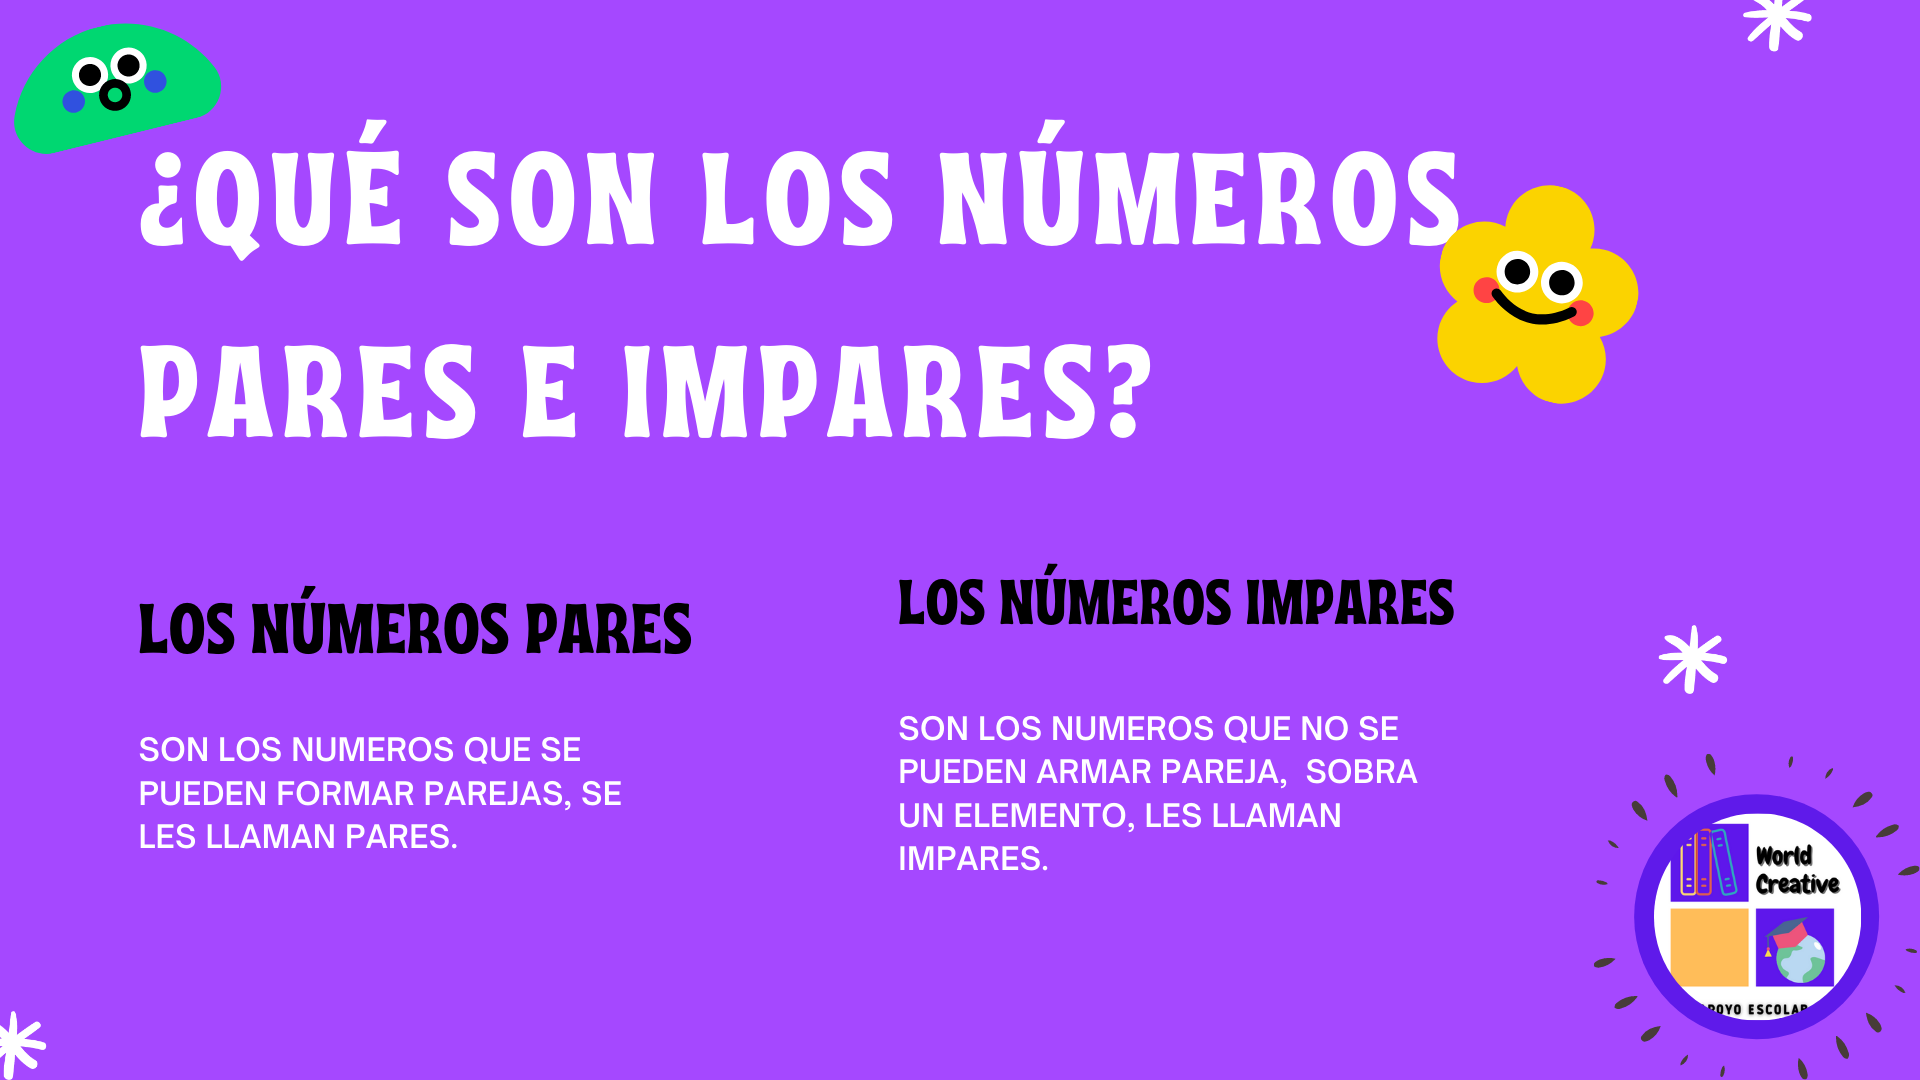 ¿QUÉ SON LOS NÚMEROS
PARES E IMPARES?
LOS NÚMEROS PARES
SON LOS NUMEROS QUE SE
PUEDEN FORMAR PAREJAS, SE
LES LLAMAN PARES.
LOS NÚMEROS IMPARES
SON LOS NUMEROS QUE NO SE
PUEDEN ARMAR PAREJA,  SOBRA
UN ELEMENTO, LES LLAMAN
IMPARES.
World
Creative
ESCOLAR